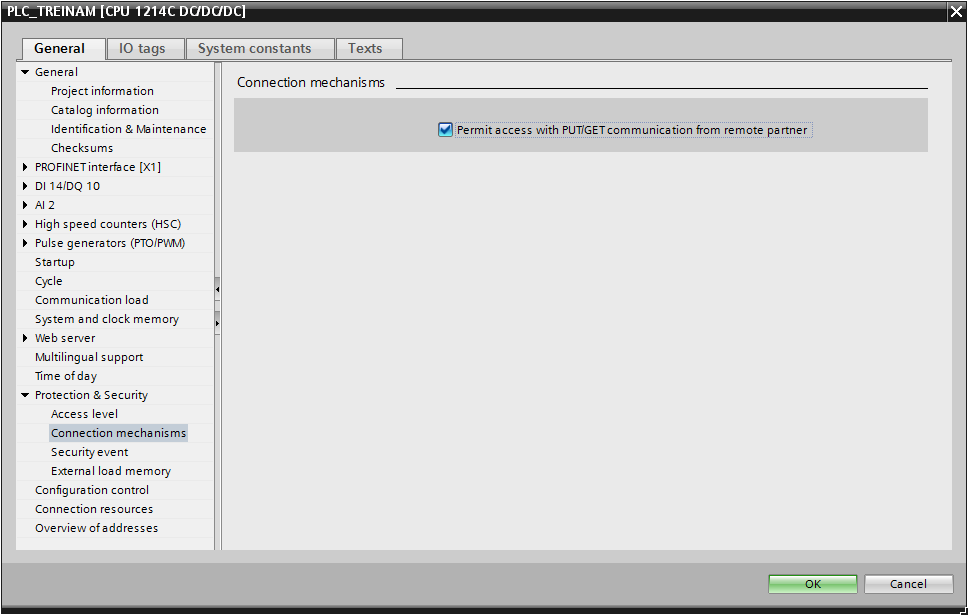 PLC_TREINAM [CPU 1214C DC/DC/DC]
General
IO tags
System constants
Texts
General
Project information
Catalog information
Identification & Maintenance
Checksums
PROFINET interface [X1]
DI 14/DQ 10
AI 2
High speed counters (HSC)
Pulse generators (PTO/PWM)
Startup
Cycle
Communication load
System and clock memory
Web server
Multilingual support
Time of day
Protection & Security
Access level
Connection mechanisms
Security event
External load memory
Configuration control
Connection resources
Overview of addresses
Connection mechanisms
Permit access with PUT/GET communication from remote partner
OK
Cancel